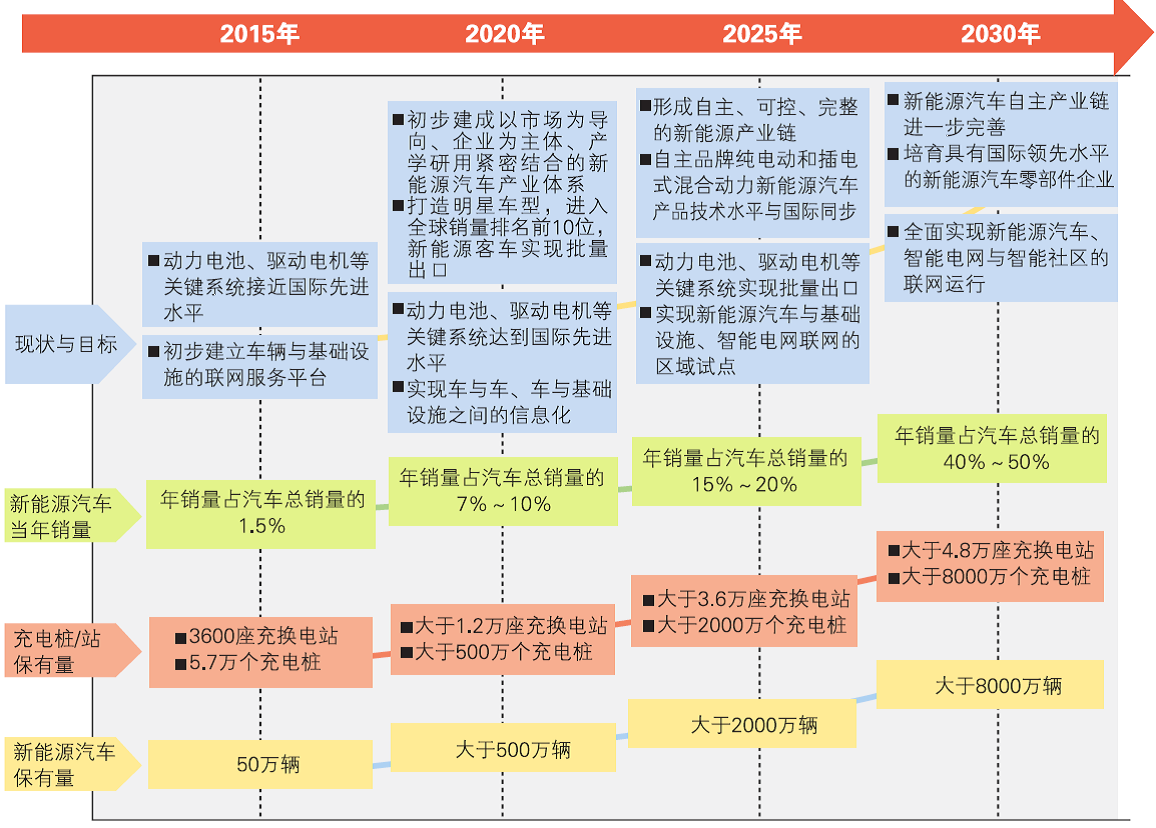 2015年
2020年
2025年
2030年
现状与目标
■动力电池、驱动电机等
关键系统接近国际先进
水平
■初步建立车辆与基础设
施的联网服务平台
■初步建成以市场为导
向、企业为主体、产
学研用紧密结合的新
能源汽车产业体系
■打造明星车型，进入
全球销量排名前10位，
新能源客车实现批量
出口
■动力电池、驱动电机等
关键系统达到国际先进
水平
■实现车与车、车与基础
设施之间的信息化
■形成自主、可控、完整
的新能源产业链
■自主品牌纯电动和插电
式混合动力新能源汽车
产品技术水平与国际同步
■动力电池、驱动电机等
关键系统实现批量出口
■实现新能源汽车与基础
设施、智能电网联网的
区域试点
■新能源汽车自主产业链
进一步完善
■培育具有国际领先水平
的新能源汽车零部件企业
■全面实现新能源汽车、
智能电网与智能社区的
联网运行
新能源汽车
当年销量
年销量占汽车总销量的
1.5%
年销量占汽车总销量的
7%～10%
年销量占汽车总销量的
15%～20%
年销量占汽车总销量的
40%～50%
充电桩/站
保有量
■3600座充换电站
■5.7万个充电桩
■大于1.2万座充换电站
■大于500万个充电桩
■大于3.6万座充换电站
■大于2000万个充电桩
■大于4.8万座充换电站
■大于8000万个充电桩
新能源汽车
保有量
50万辆
大于500万辆
大于2000万辆
大于8000万辆